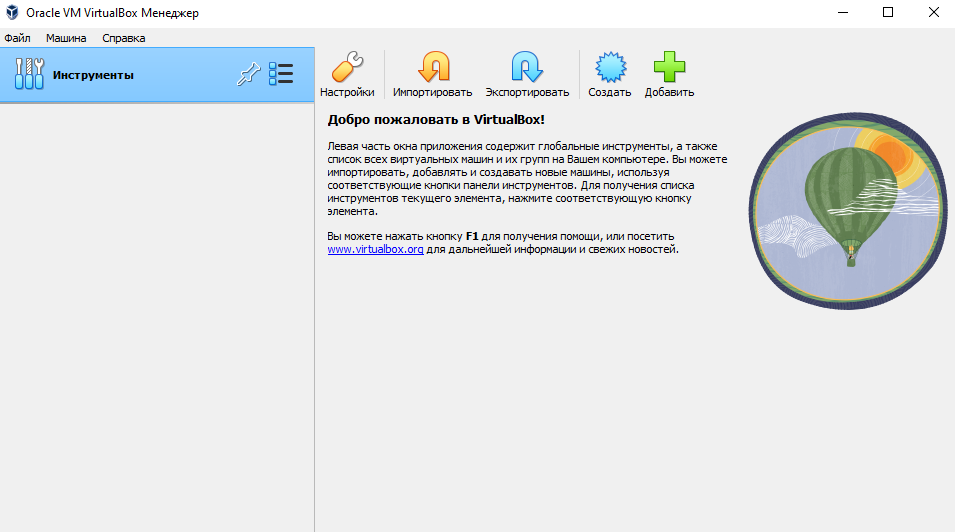 Oracle VM VirtualBox Менеджер
Файл Машина Справка
Инструменты
Настройки Импортировать Экспортировать Создать Добавить
Добро пожаловать в VirtualBox!
Левая часть окна приложения содержит глобальные инструменты, а также
список всех виртуальных машин и их групп на Вашем компьютере. Вы можете
импортировать, добавлять и создавать новые машины, используя
соответствующие кнопки панели инструментов. Для получения списка
инструментов текущего элемента, нажмите соответствующую кнопку
элемента.
Вы можете нажать кнопку F1 для получения помощи, или посетить
www.virtualbox.org для дальнейшей информации и свежих новостей.